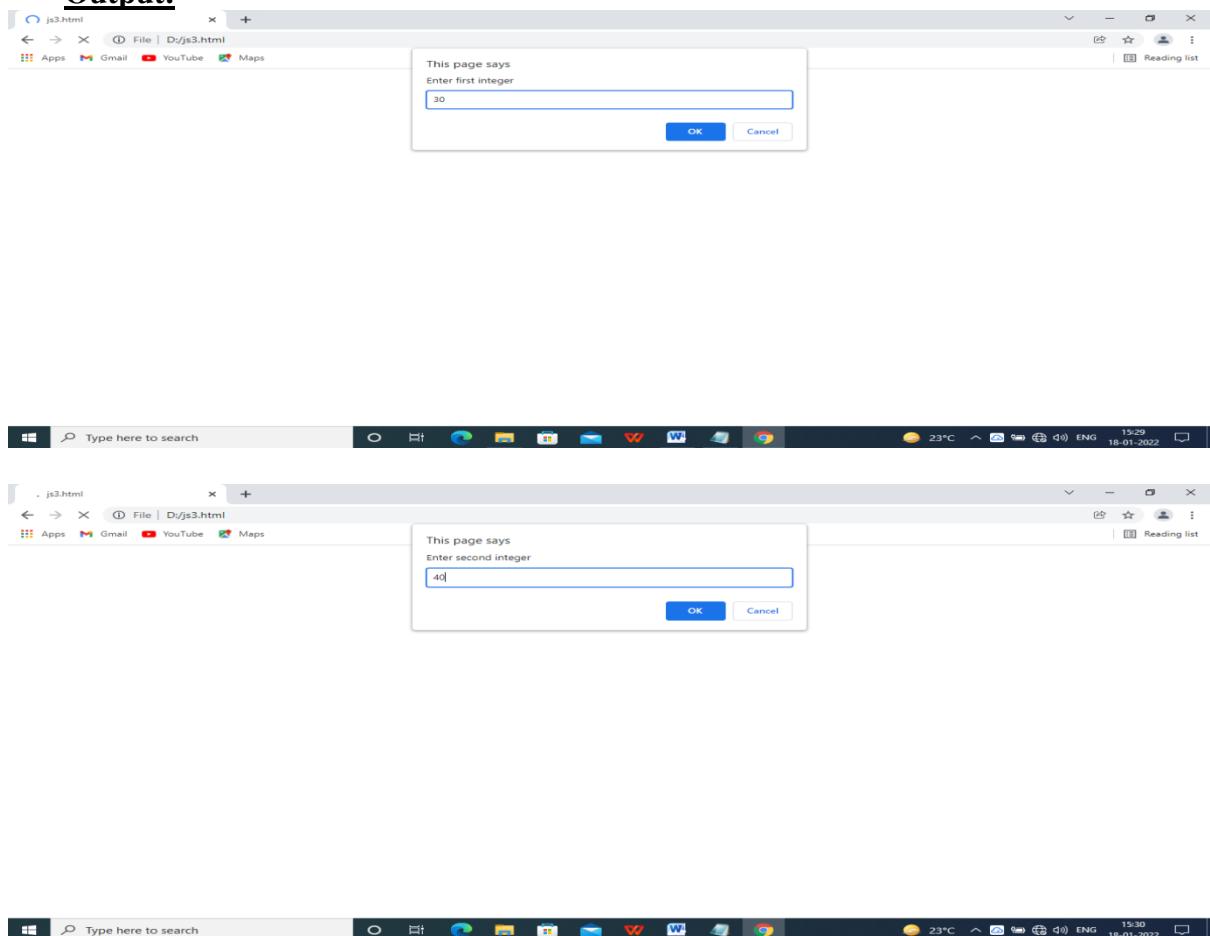 Output:
js3.html
File | D:/js3.html
Apps Gmail YouTube Maps
Reading list
This page says
Enter first integer
30
OK Cancel
Type here to search
23°C ENG 15:29
18-01-2022
js3.html
File | D:/js3.html
Apps Gmail YouTube Maps
Reading list
This page says
Enter second integer
40
OK Cancel
Type here to search
23°C ENG 15:30
18-01-2022